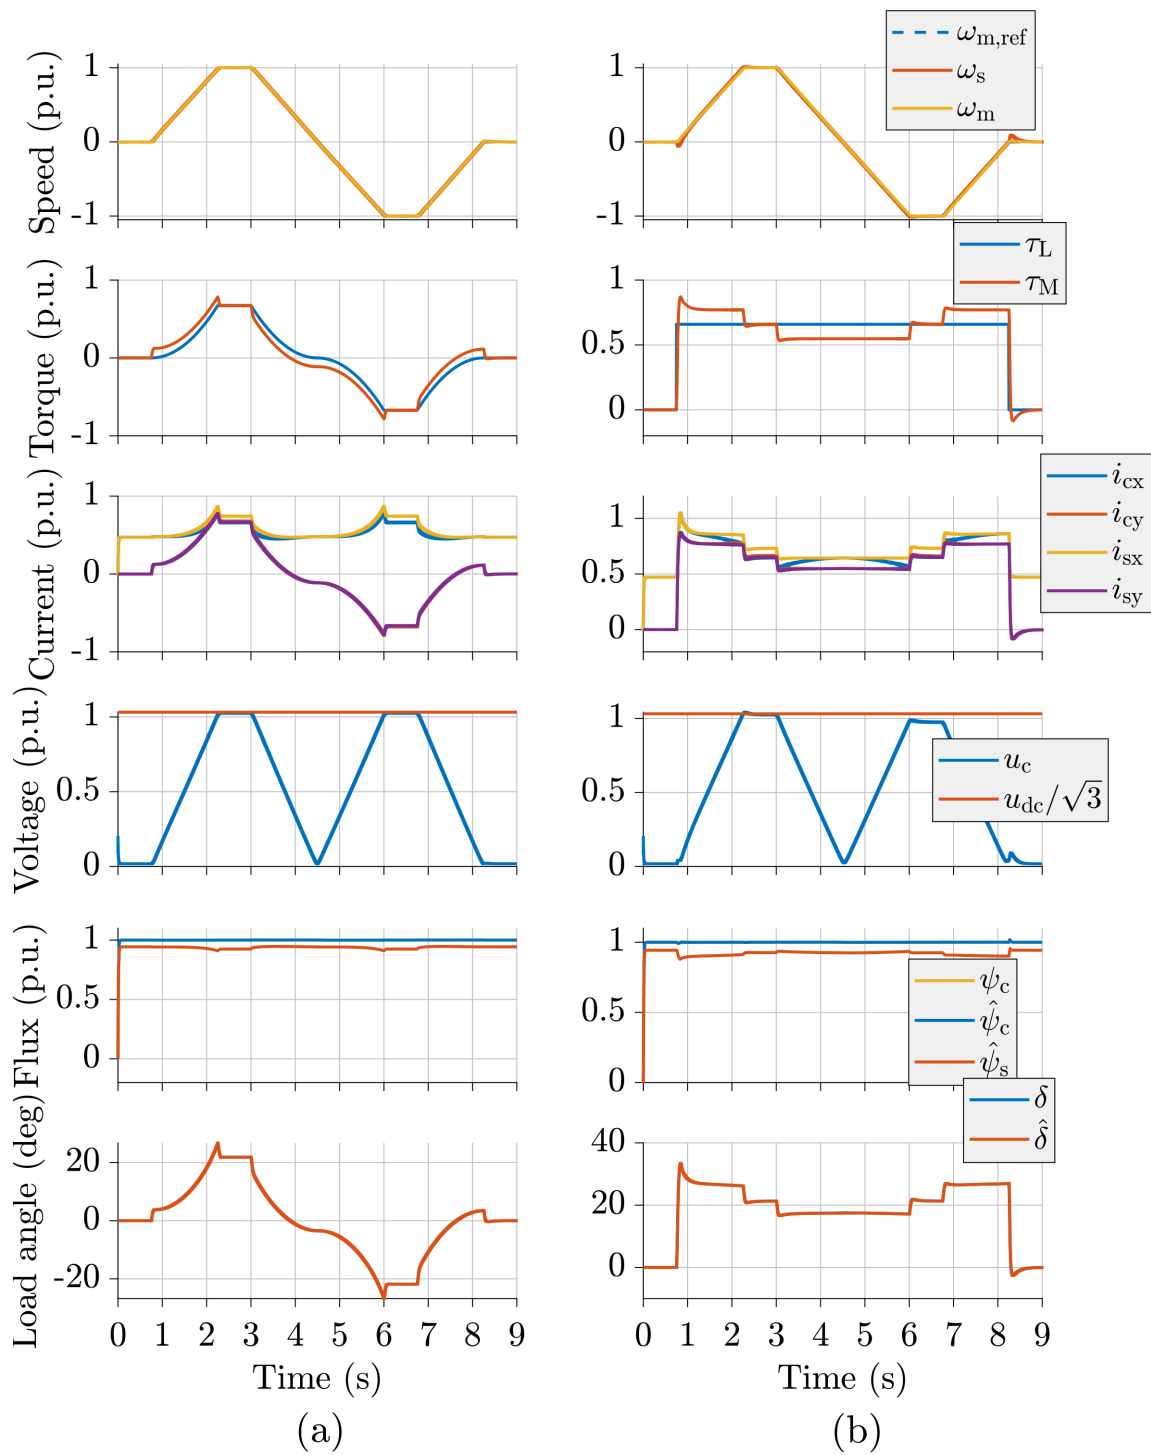 Speed (p.u.)
1
0
-1
1
0
-1
ω_m,ref
ω_s
ω_m
Torque (p.u.)
1
0
-1
1
0.5
0
τ_L
τ_M
Current (p.u.)
1
0
-1
1
0.5
0
i_cx
i_cy
i_sx
i_sy
Voltage (p.u.)
1
0.5
0
1
0.5
0
u_c
u_dc/√3
Flux (p.u.)
1
0.5
0
1
0.5
0
ψ_c
ψ̂_c
ψ̂_s
Load angle (deg)
20
0
-20
40
20
0
δ
δ̂
0 1 2 3 4 5 6 7 8 9
0 1 2 3 4 5 6 7 8 9
Time (s)
Time (s)
(a)
(b)